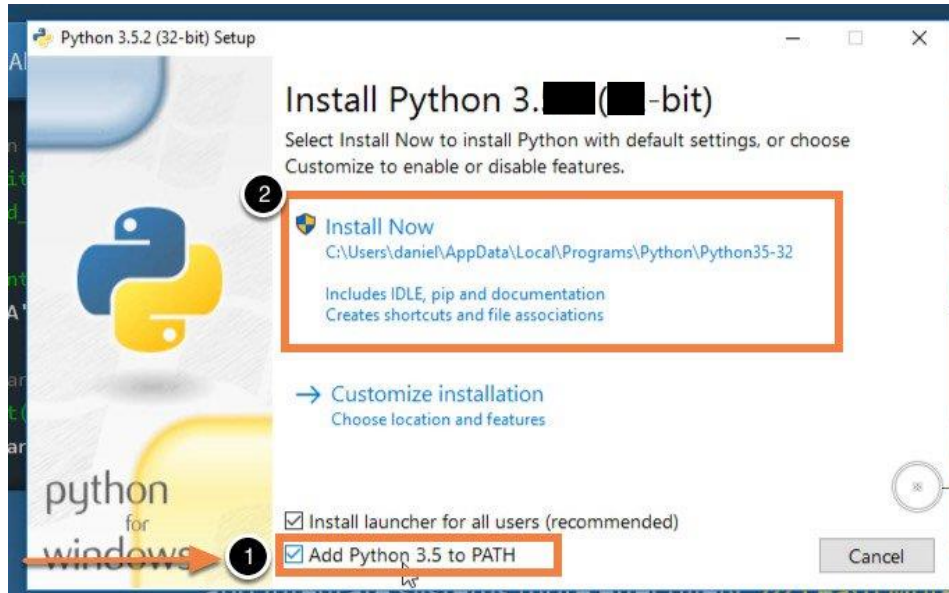 Python 3.5.2 (32-bit) Setup
Install Python 3. ( -bit)
Select Install Now to install Python with default settings, or choose
Customize to enable or disable features.
2
Install Now
C:\Users\daniel\AppData\Local\Programs\Python\Python35-32
Includes IDLE, pip and documentation
Creates shortcuts and file associations
→ Customize installation
Choose location and features
python
for
windows
Install launcher for all users (recommended)
1
Add Python 3.5 to PATH
Cancel